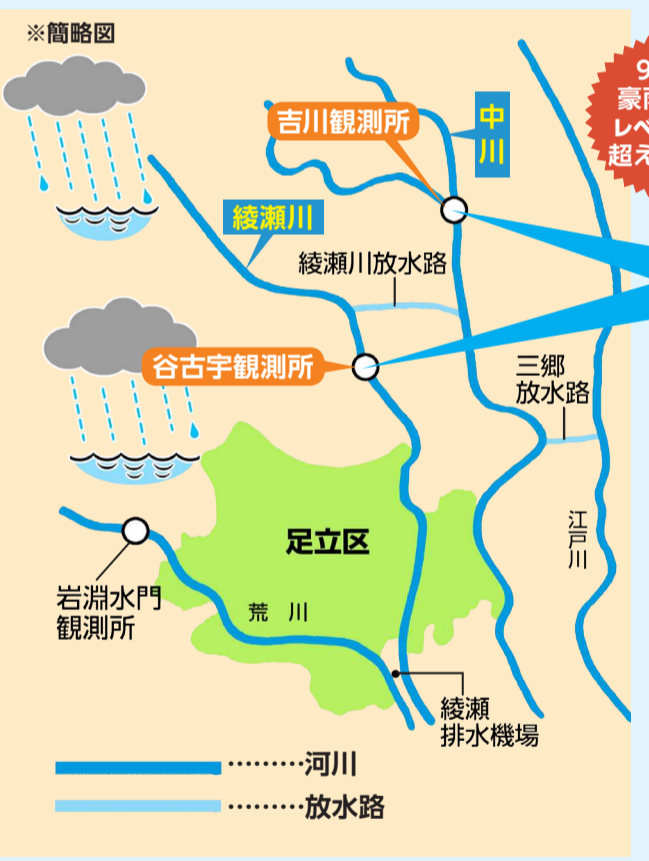 ※簡略図
吉川観測所
中川
綾瀬川
綾瀬川放水路
谷古宇観測所
三郷
放水路
足立区
江戸川
岩淵水門
観測所
荒川
綾瀬
排水機場
………河川
………放水路